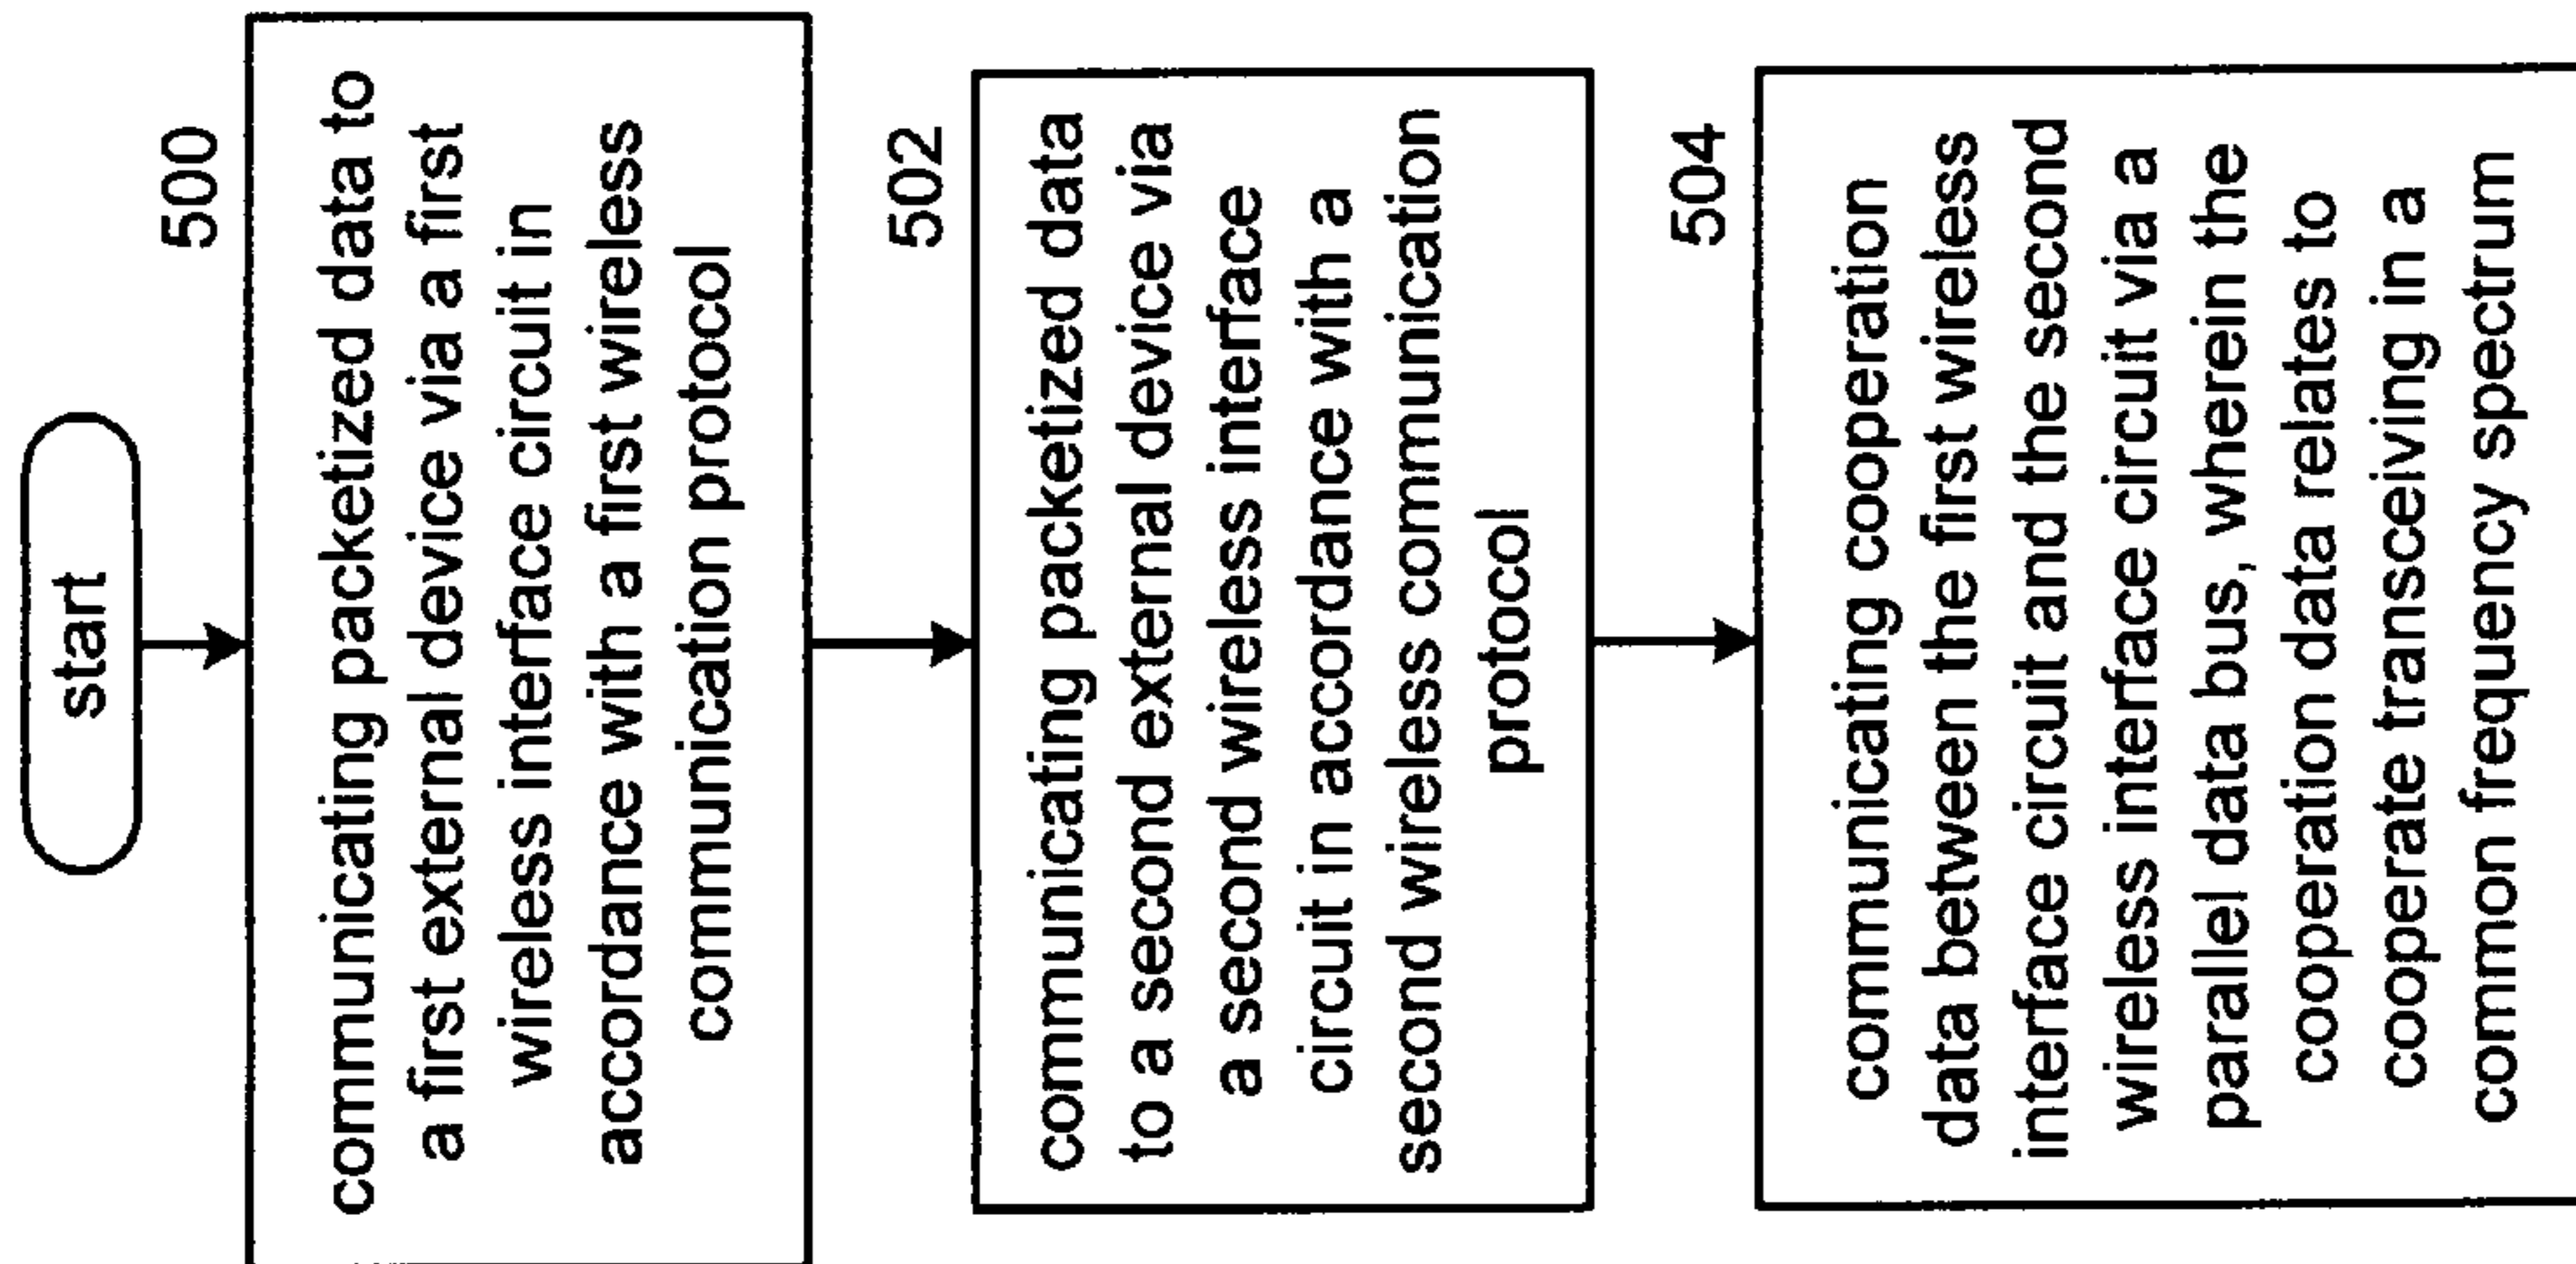 start
500
communicating packetized data to
a first external device via a first
wireless interface circuit in
accordance with a first wireless
communication protocol
502
communicating packetized data
to a second external device via
a second wireless interface
circuit in accordance with a
second wireless communication
protocol
504
communicating cooperation
data between the first wireless
interface circuit and the second
wireless interface circuit via a
parallel data bus, wherein the
cooperation data relates to
cooperate transceiving in a
common frequency spectrum